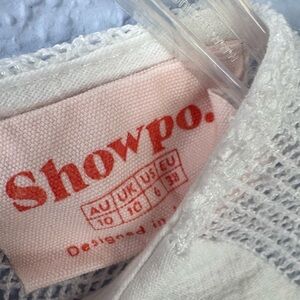 Showpo.
AU UK US EU
10 10 6 38
Designed in